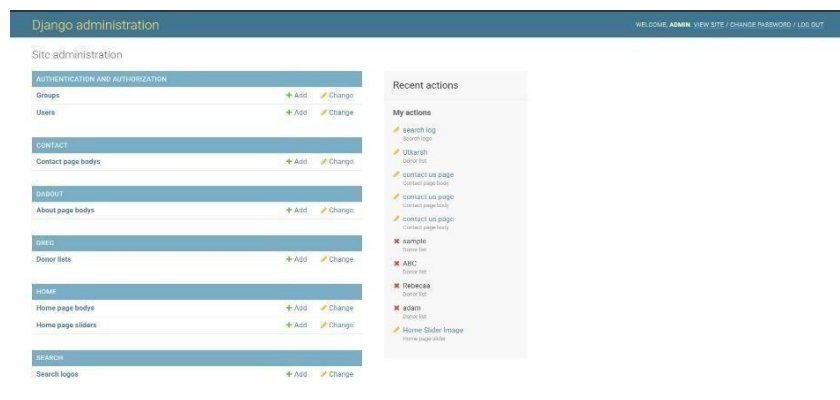 Django administration
WELCOME, ADMIN. VIEW SITE / CHANGE PASSWORD / LOG OUT
Site administration
AUTHENTICATION AND AUTHORIZATION
Groups + Add Change
Users + Add Change
CONTACT
Contact page bodys + Add Change
DABOUT
About page bodys + Add Change
DREG
Donor lists + Add Change
HOME
Home page bodys + Add Change
Home page sliders + Add Change
SEARCH
Search logos + Add Change
Recent actions
My actions
search log
Search logo
Utkarsh
Donor list
contact us page
Contact page body
contact us page
Contact page body
contact us page
Contact page body
sample
Donor list
ABC
Donor list
Rebecaa
Donor list
adam
Donor list
Home Slider Image
Home page slider